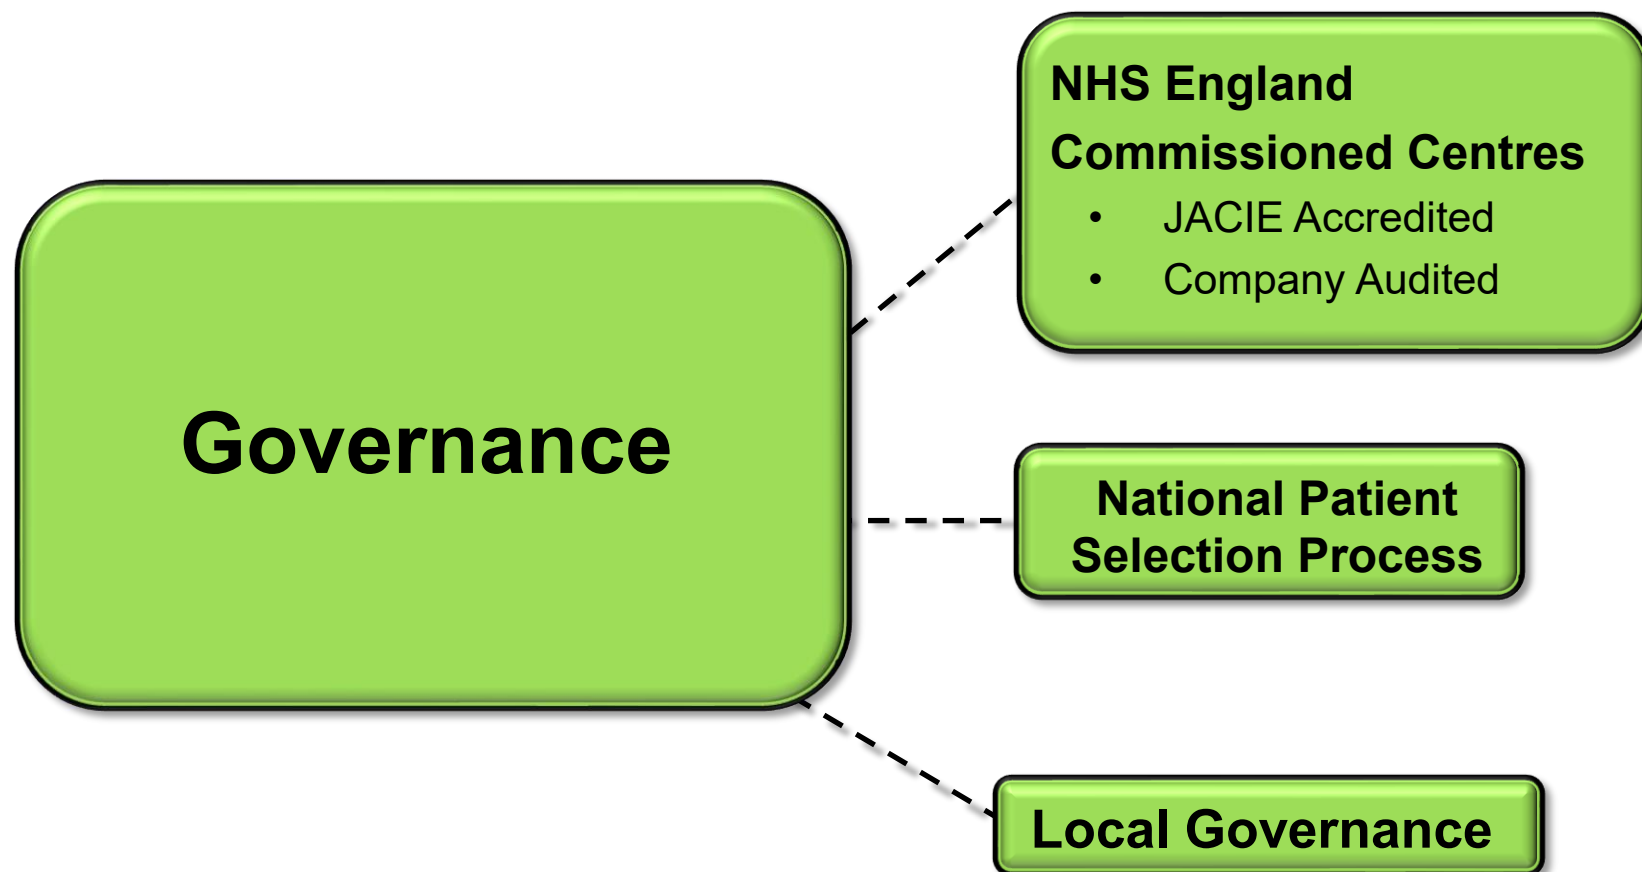 Governance
NHS England
Commissioned Centres
• JACIE Accredited
• Company Audited
National Patient
Selection Process
Local Governance